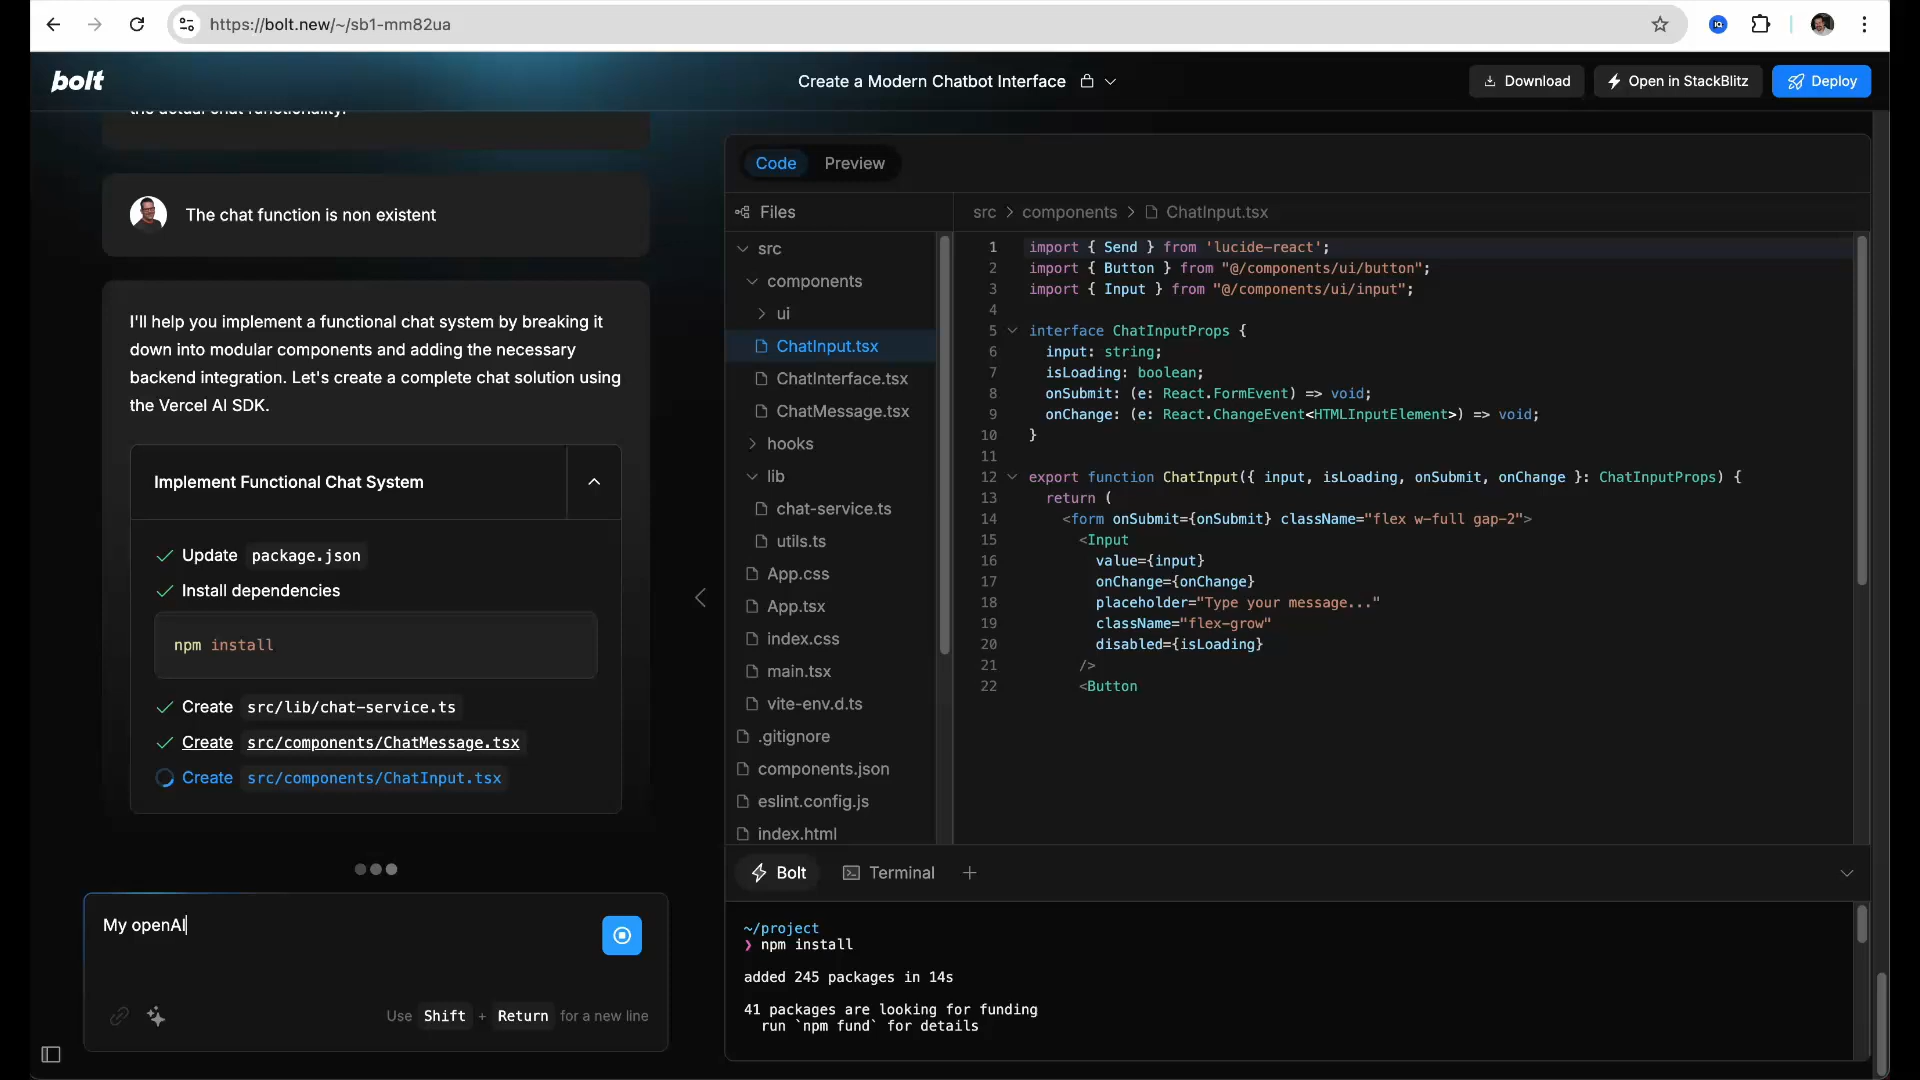 https://bolt.new/~/sb1-mm82ua
bolt
Create a Modern Chatbot Interface
Download
Open in StackBlitz
Deploy
the actual chat functionality.
The chat function is non existent
I'll help you implement a functional chat system by breaking it
down into modular components and adding the necessary
backend integration. Let's create a complete chat solution using
the Vercel AI SDK.
Implement Functional Chat System
Update package.json
Install dependencies
npm install
Create src/lib/chat-service.ts
Create src/components/ChatMessage.tsx
Create src/components/ChatInput.tsx
My openAI
Use Shift + Return for a new line
Code Preview
Files
src
components
ui
ChatInput.tsx
ChatInterface.tsx
ChatMessage.tsx
hooks
lib
chat-service.ts
utils.ts
App.css
App.tsx
index.css
main.tsx
vite-env.d.ts
.gitignore
components.json
eslint.config.js
index.html
src > components > ChatInput.tsx
1 import { Send } from 'lucide-react';
2 import { Button } from "@/components/ui/button";
3 import { Input } from "@/components/ui/input";
4
5 interface ChatInputProps {
6 input: string;
7 isLoading: boolean;
8 onSubmit: (e: React.FormEvent) => void;
9 onChange: (e: React.ChangeEvent<HTMLInputElement>) => void;
10 }
11
12 export function ChatInput({ input, isLoading, onSubmit, onChange }: ChatInputProps) {
13 return (
14 <form onSubmit={onSubmit} className="flex w-full gap-2">
15 <Input
16 value={input}
17 onChange={onChange}
18 placeholder="Type your message..."
19 className="flex-grow"
20 disabled={isLoading}
21 />
22 <Button
Bolt Terminal +
~/project
❯ npm install
added 245 packages in 14s
41 packages are looking for funding
run `npm fund` for details